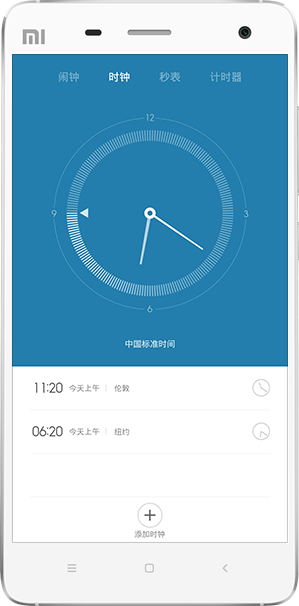 MI
闹钟 时钟 秒表 计时器
12
9 3
6
中国标准时间
11:20 今天上午 | 伦敦
06:20 今天上午 | 纽约
添加时钟